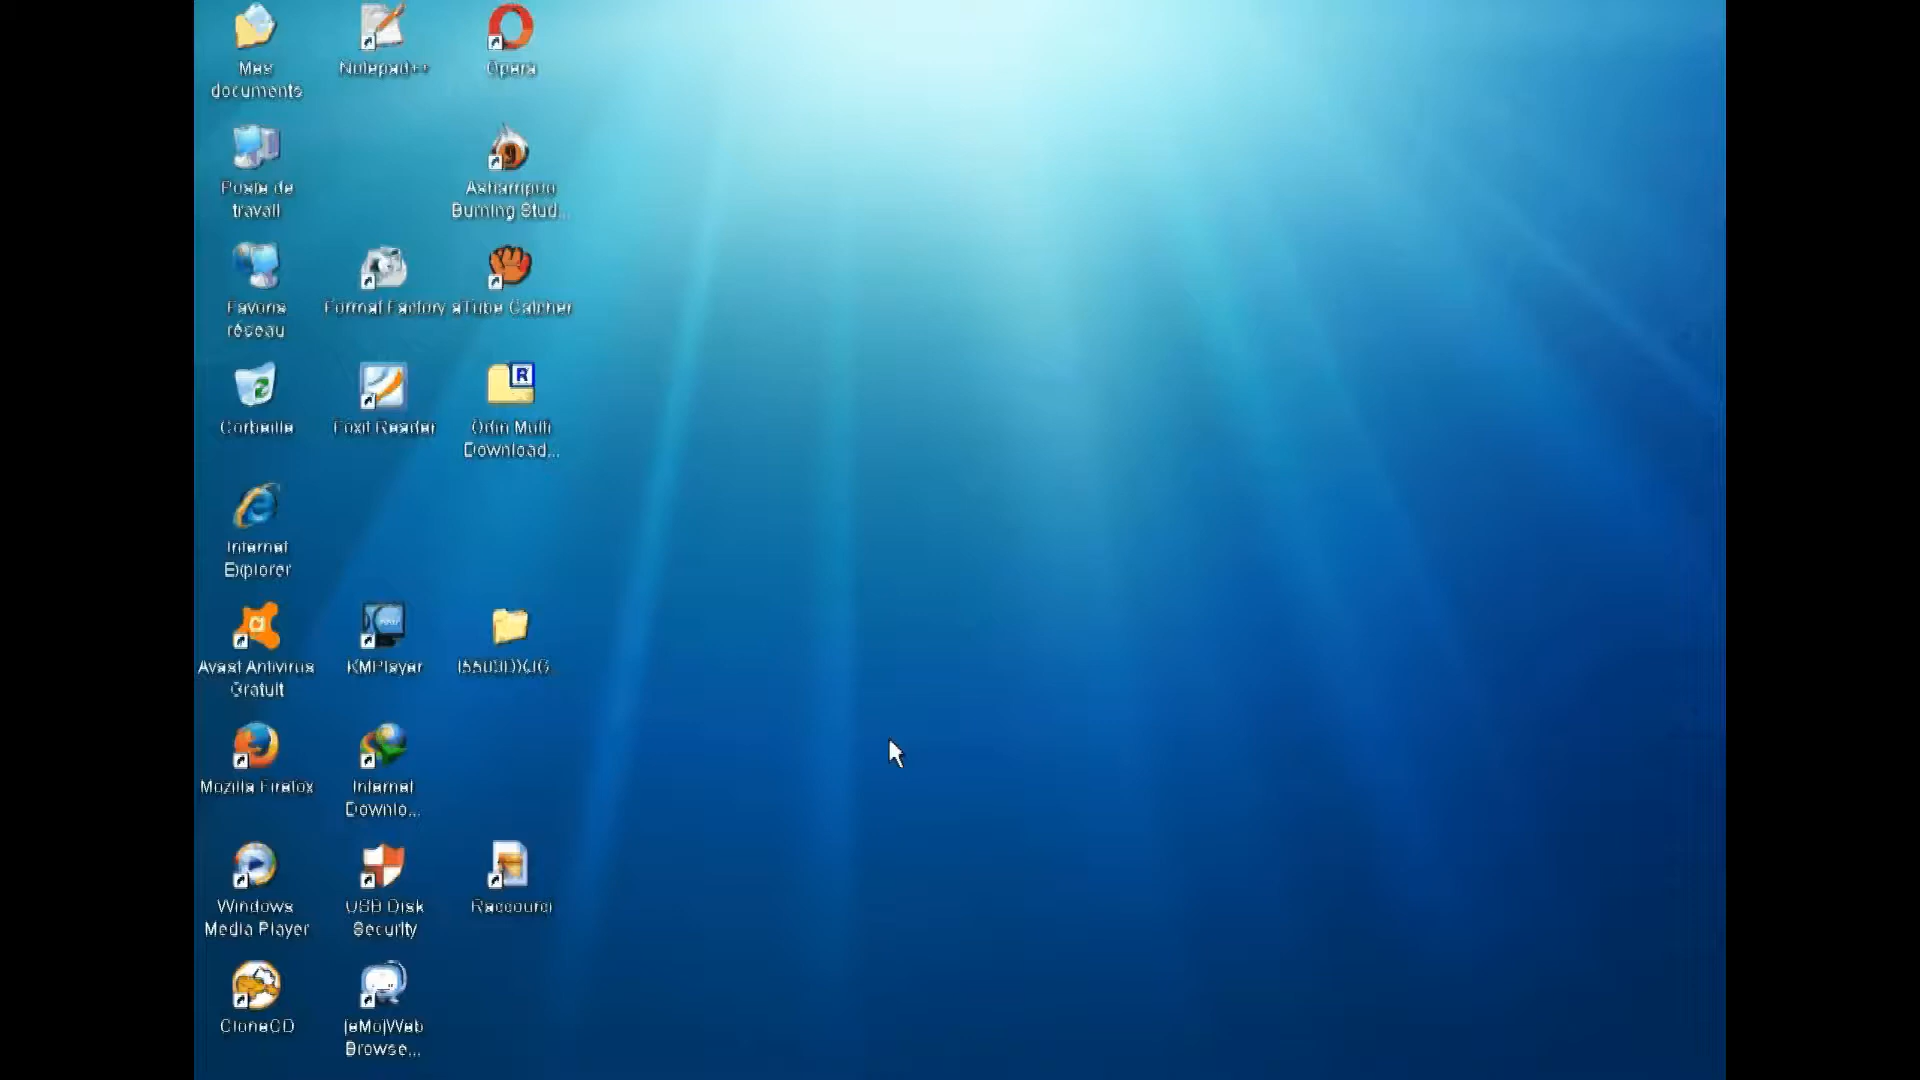 Mes
documents
Notepad++
Opera
Poste de
travail
Ashampoo
Burning Stud...
Favoris
réseau
Format Factory
aTube Catcher
Corbeille
Foxit Reader
Odin Multi
Download...
Internet
Explorer
Avast Antivirus
Gratuit
KMPlayer
Mozilla Firefox
Internet
Downlo...
Windows
Media Player
USB Disk
Security
Raccourci
CloneCD
[eMo]Web
Browse...